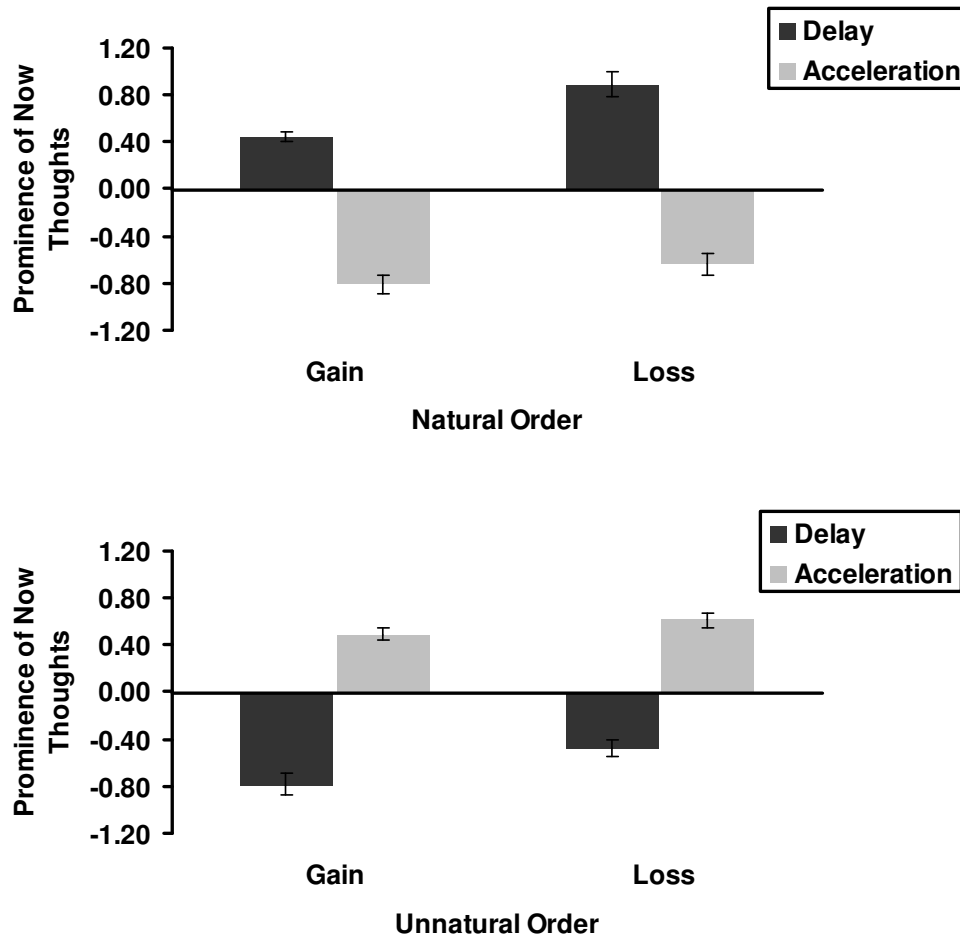 Delay
Acceleration
Prominence of Now
Thoughts
1.20
0.80
0.40
0.00
-0.40
-0.80
-1.20
Gain Loss
Natural Order
Delay
Acceleration
Prominence of Now
Thoughts
1.20
0.80
0.40
0.00
-0.40
-0.80
-1.20
Gain Loss
Unnatural Order